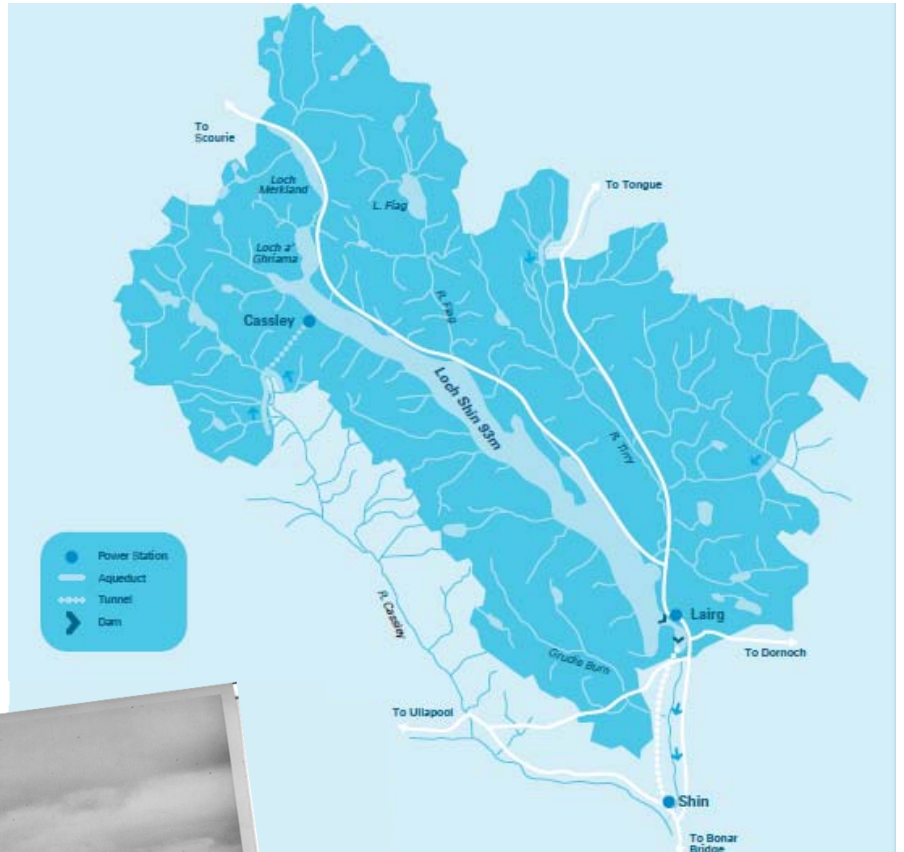 To
Scourie
Loch
Merkland
L. Fiag
To Tongue
Loch a'
Ghriama
Cassley
R. Fiag
Loch Shin 93m
R. Tirry
Power Station
Aqueduct
Tunnel
Dam
R. Cassley
Lairg
To Dornoch
Grudie Burn
To Ullapool
Shin
To Bonar
Bridge